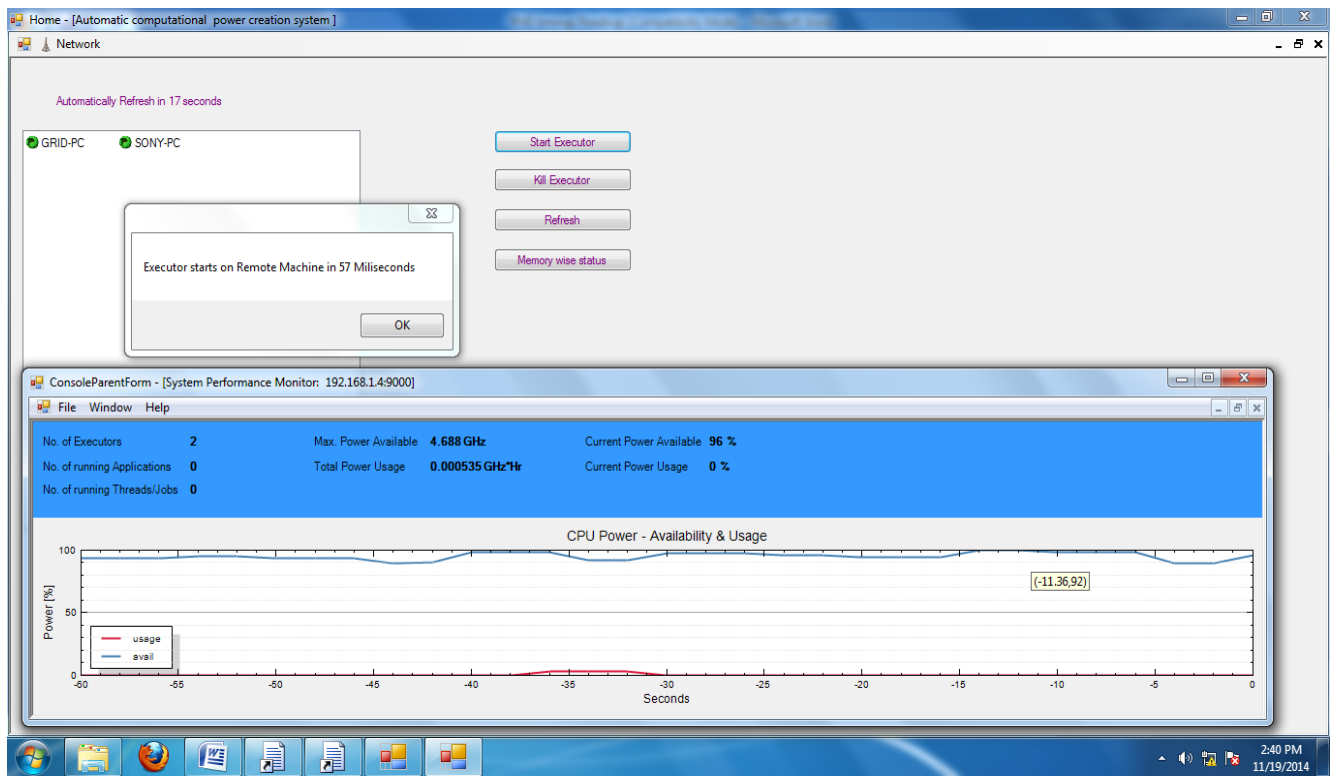 Home - [Automatic computational power creation system ]
Network
Automatically Refresh in 17 seconds
GRID-PC SONY-PC
Start Executor
Kill Executor
Refresh
Memory wise status
Executor starts on Remote Machine in 57 Miliseconds
OK
ConsoleParentForm - [System Performance Monitor: 192.168.1.4:9000]
File Window Help
No. of Executors 2 Max. Power Available 4.688 GHz Current Power Available 96 %
No. of running Applications 0 Total Power Usage 0.000535 GHz*Hr Current Power Usage 0 %
No. of running Threads/Jobs 0
CPU Power - Availability & Usage
100
(-11.36,92)
Power [%]
50
usage
avail
0
-60 -55 -50 -45 -40 -35 -30 -25 -20 -15 -10 -5 0
Seconds
2:40 PM
11/19/2014